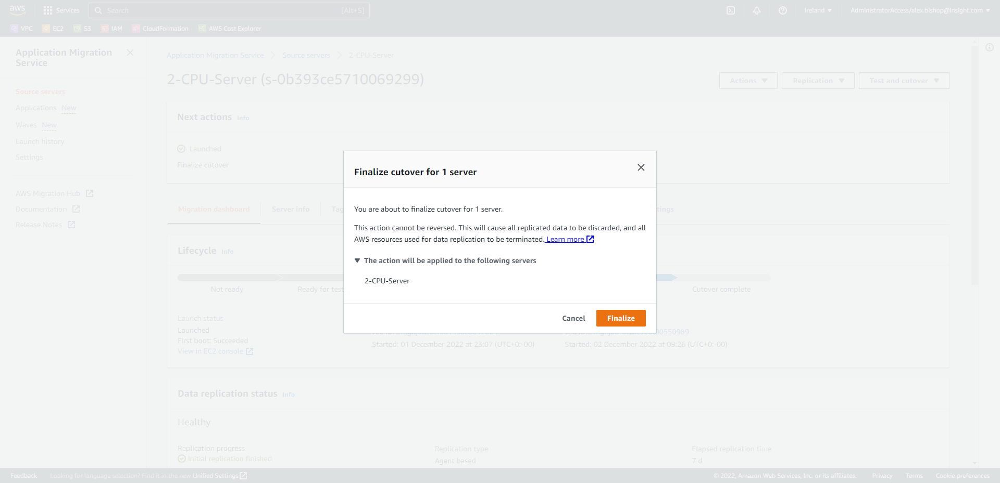 aws
Services
Search
[Alt+S]
Ireland
AdministratorAccess/alex.bishop@insight.com
VPC
EC2
S3
IAM
CloudFormation
AWS Cost Explorer
Application Migration
Service
Source servers
Applications New
Waves New
Launch history
Settings
AWS Migration Hub
Documentation
Release Notes
Application Migration Service
Source servers
2-CPU-Server
2-CPU-Server (s-0b393ce5710069299)
Actions
Replication
Test and cutover
Next actions Info
Launched
Finalize cutover
Finalize cutover for 1 server
You are about to finalize cutover for 1 server.
This action cannot be reversed. This will cause all replicated data to be discarded, and all
AWS resources used for data replication to be terminated. Learn more
The action will be applied to the following servers
2-CPU-Server
Cancel
Finalize
Migration dashboard
Server info
Tag
tings
Lifecycle Info
Not ready
Ready for test
Cutover complete
Launch status
Launched
First boot: Succeeded
View in EC2 console
Started: 01 December 2022 at 23:07 (UTC+0:-00)
00550989
Started: 02 December 2022 at 09:26 (UTC+0:-00)
Data replication status Info
Healthy
Replication progress
Initial replication finished
Replication type
Agent based
Elapsed replication time
7 d
Feedback
Looking for language selection? Find it in the new Unified Settings
© 2022, Amazon Web Services, Inc. or its affiliates.
Privacy
Terms
Cookie preferences